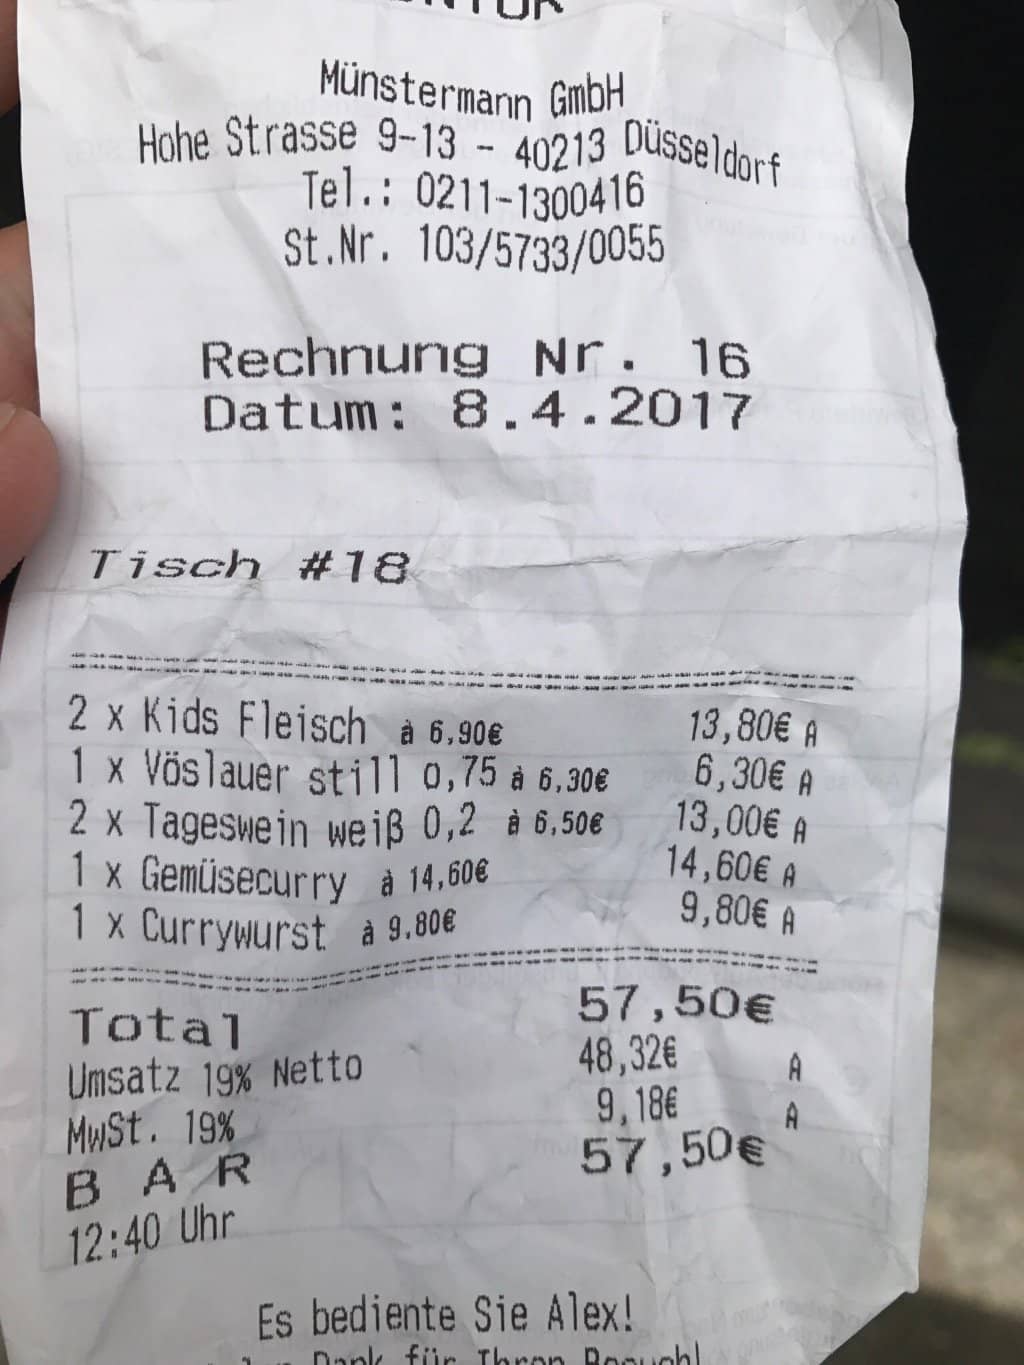 Münstermann GmbH
Hohe Strasse 9-13 - 40213 Düsseldorf
Tel.: 0211-1300416
St.Nr. 103/5733/0055
Rechnung Nr. 16
Datum: 8.4.2017
Tisch #18
2 x Kids Fleisch à 6,90€ 13,80€ A
1 x Vöslauer still 0,75 à 6,30€ 6,30€ A
2 x Tageswein weiß 0,2 à 6,50€ 13,00€ A
1 x Gemüsecurry à 14,60€ 14,60€ A
1 x Currywurst à 9,80€ 9,80€ A
Total 57,50€
Umsatz 19% Netto 48,32€ A
MwSt. 19% 9,18€ A
B A R 57,50€
12:40 Uhr
Es bediente Sie Alex!
Dank für Ihren Besuch!